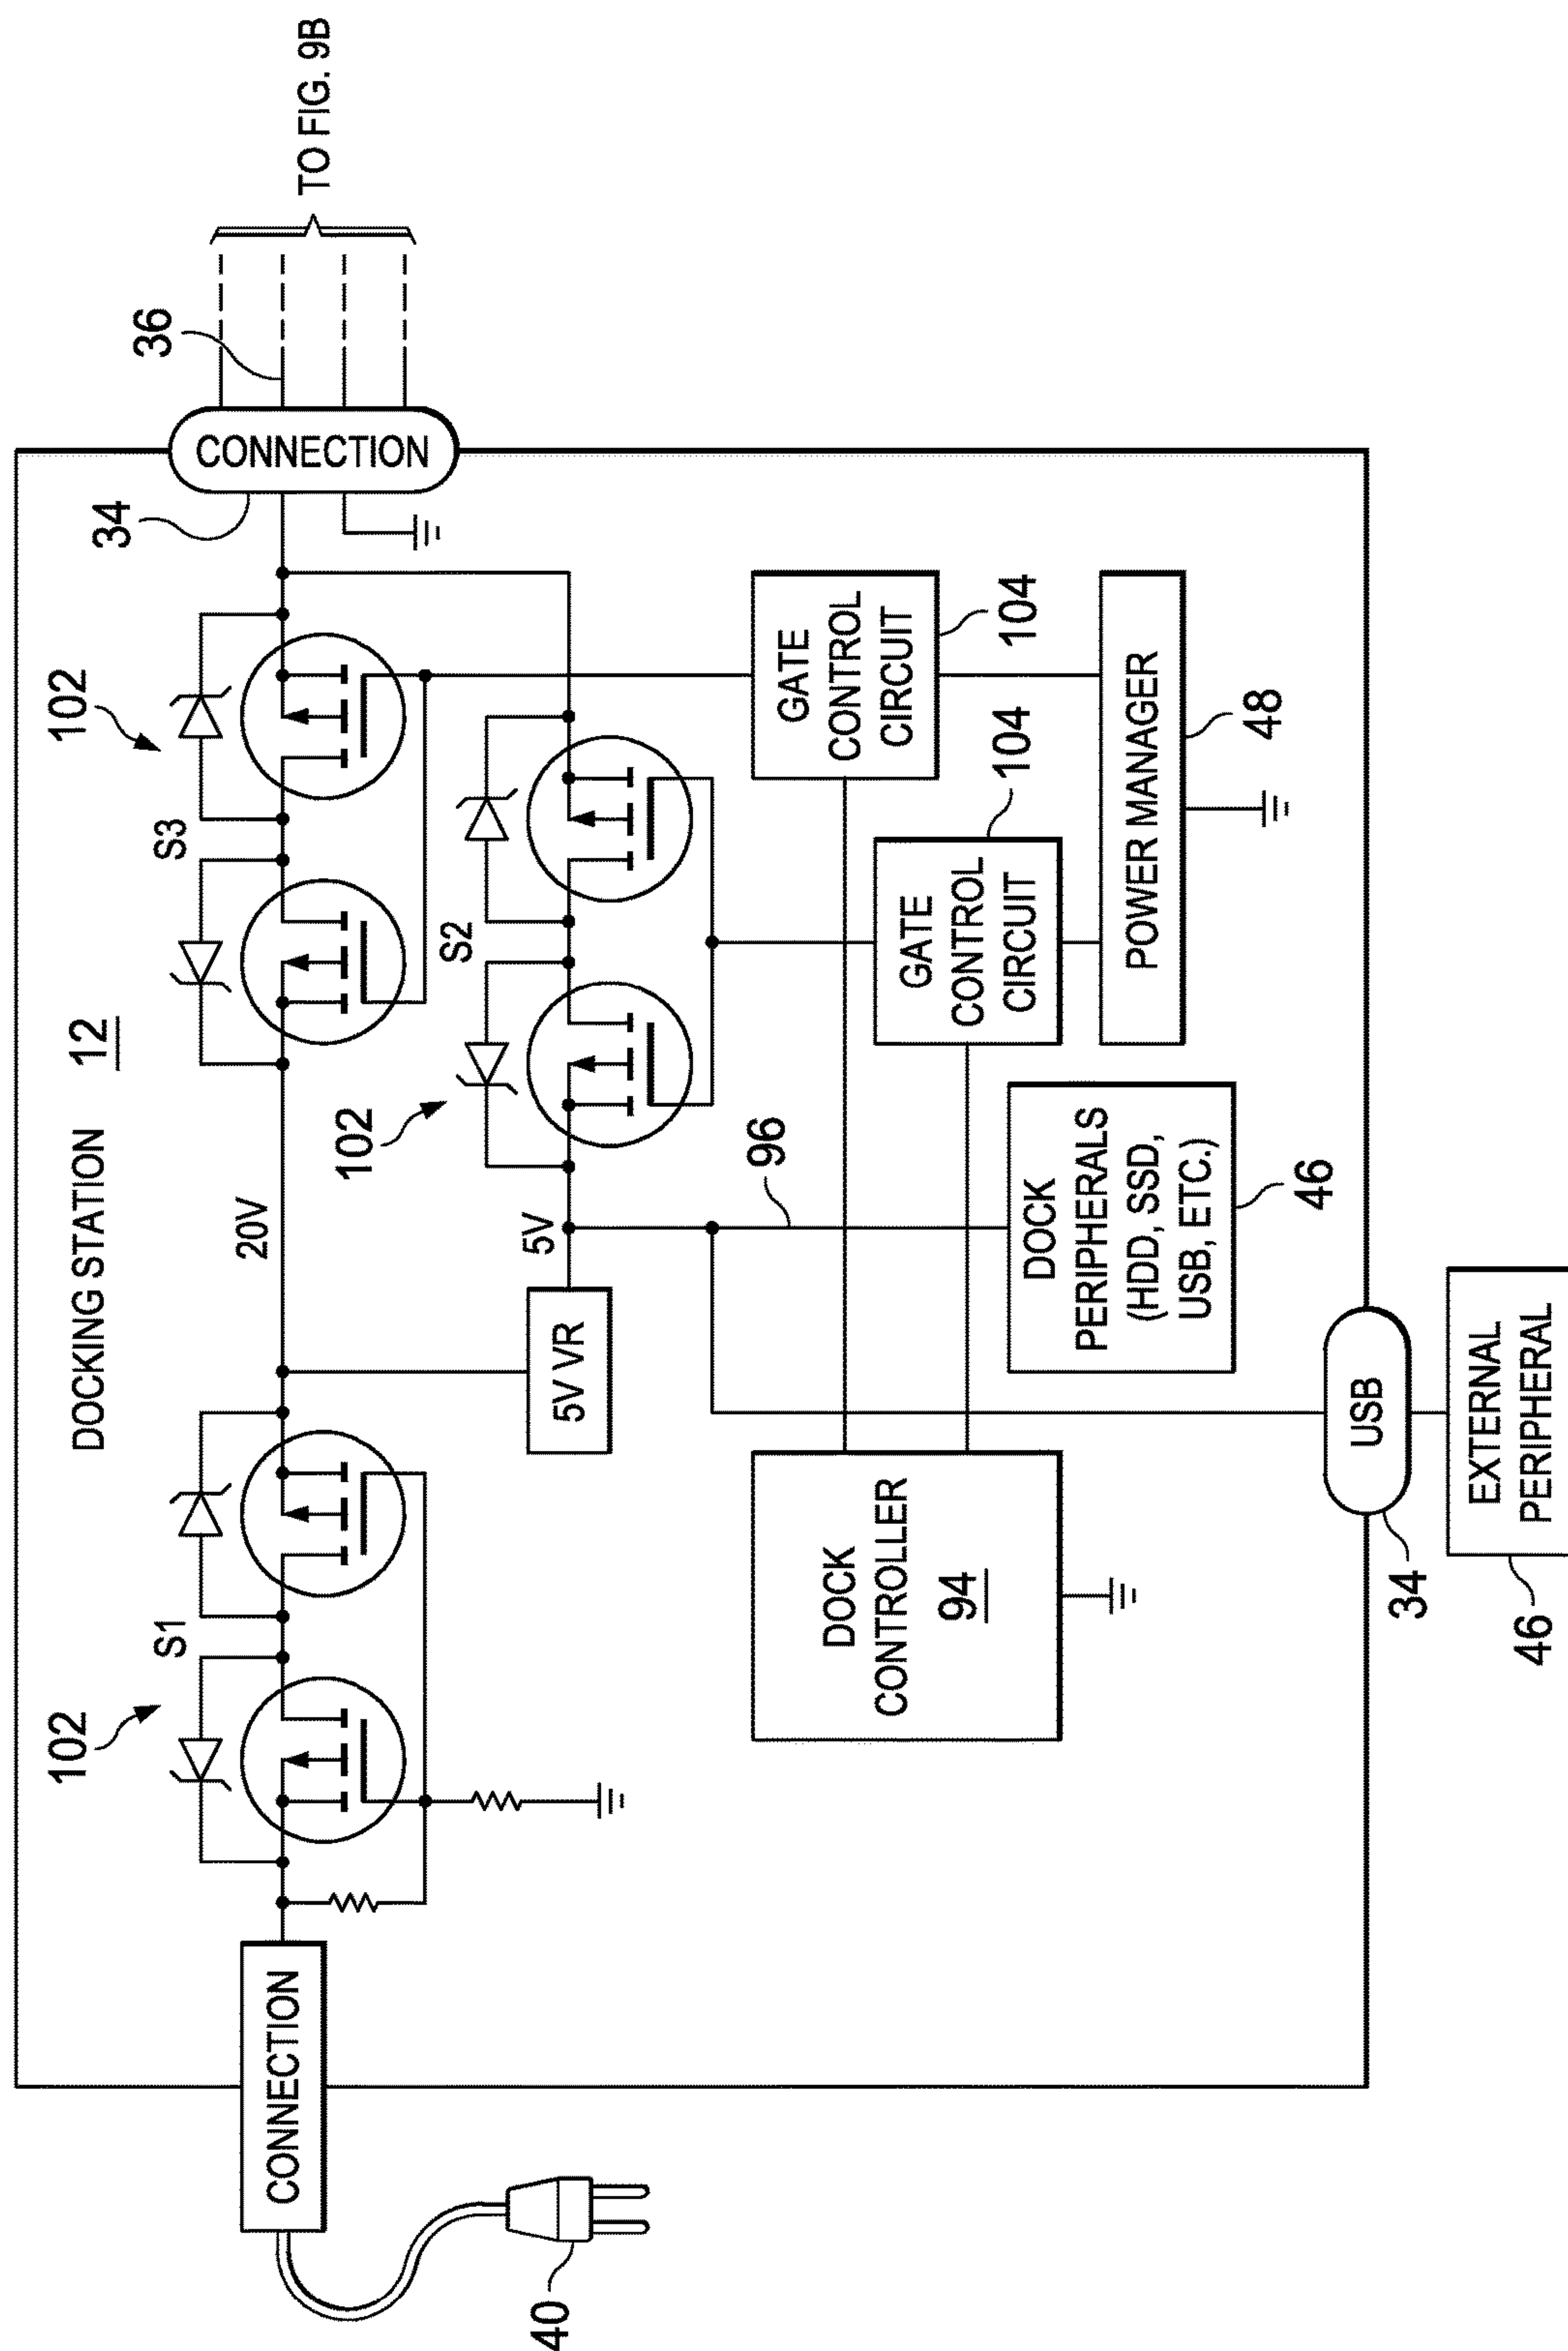 DOCKING STATION
12
TO FIG. 9B
36
CONNECTION
34
102
S1
102
S3
20V
CONNECTION
40
5V VR
5V
102
S2
96
GATE
CONTROL
CIRCUIT
104
GATE
CONTROL
CIRCUIT
104
DOCK
CONTROLLER
94
DOCK
PERIPHERALS
(HDD, SSD,
USB, ETC.)
46
POWER MANAGER
48
USB
34
EXTERNAL
PERIPHERAL
46